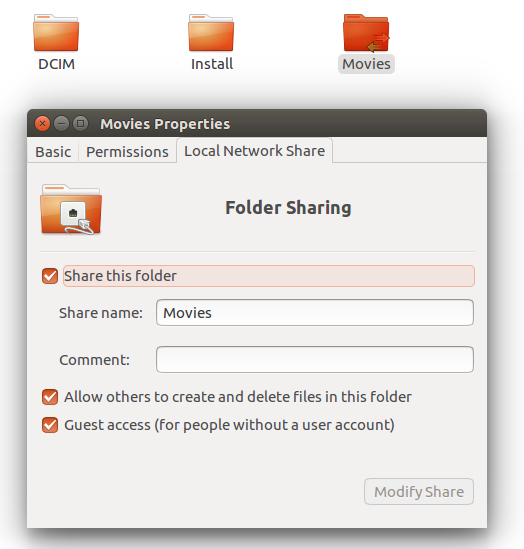 DCIM Install Movies
Movies Properties
Basic Permissions Local Network Share
Folder Sharing
Share this folder
Share name: Movies
Comment:
Allow others to create and delete files in this folder
Guest access (for people without a user account)
Modify Share